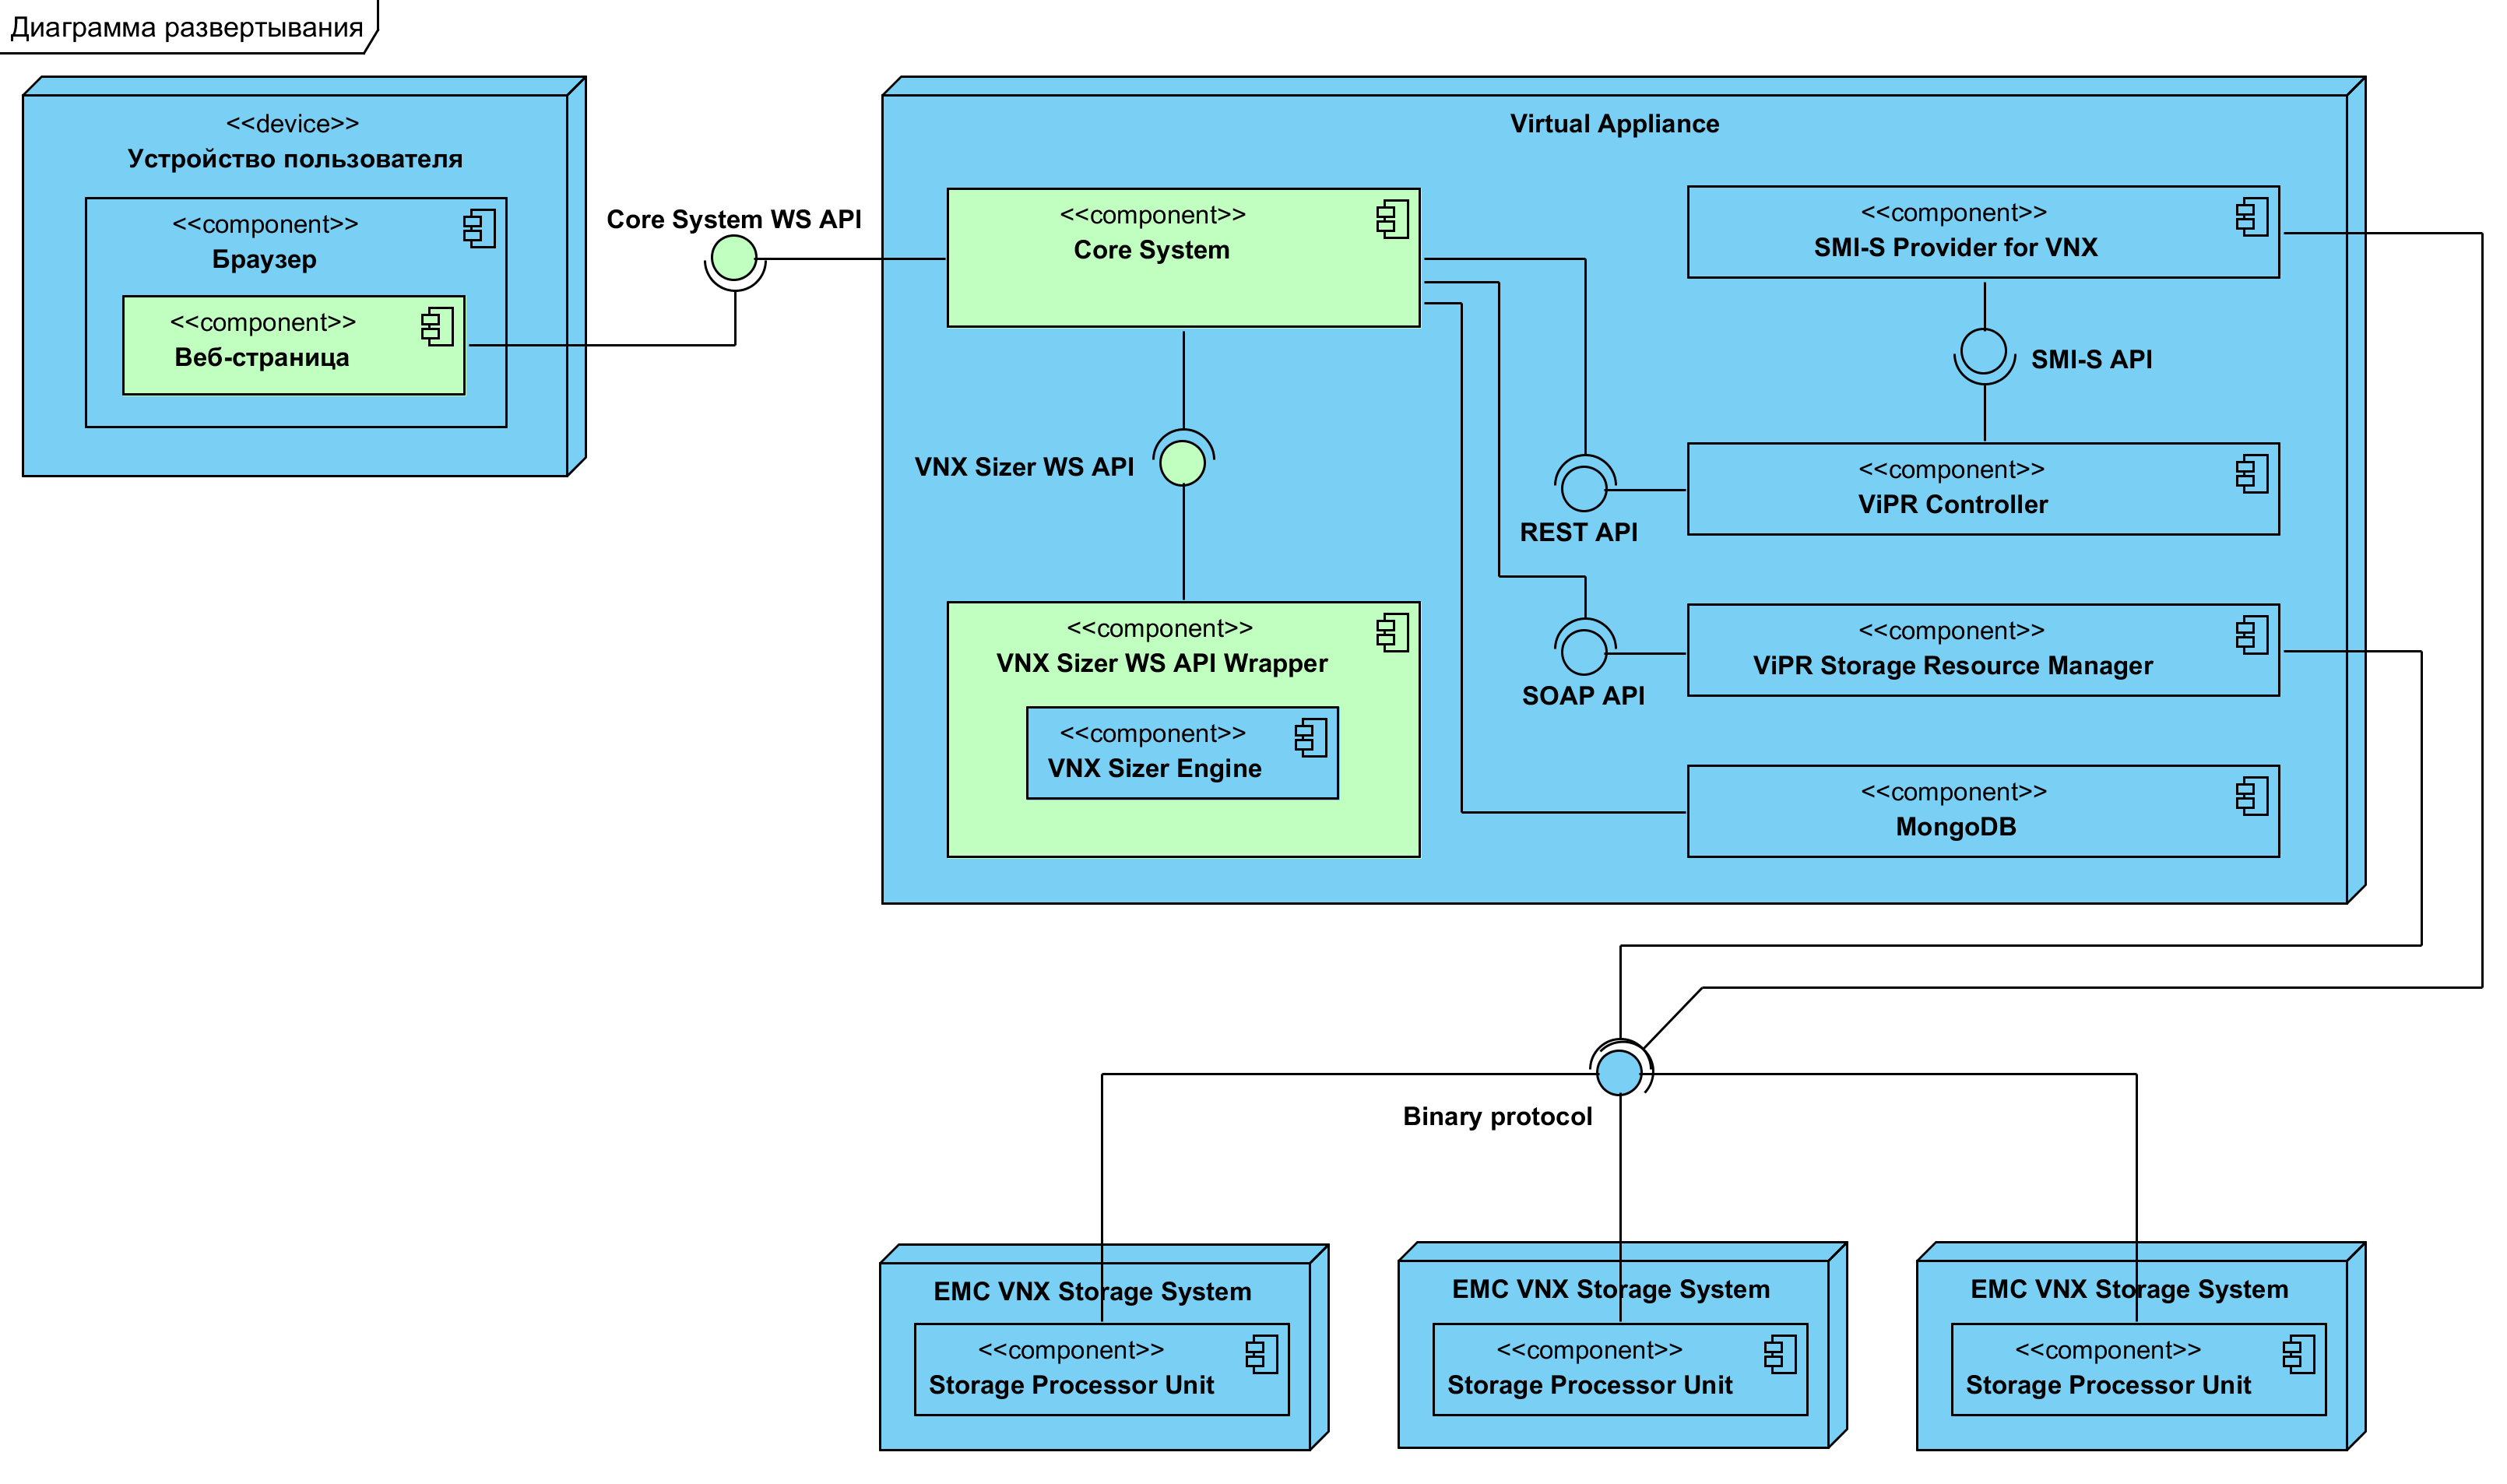 Диаграмма развертывания
<<device>>
Устройство пользователя
<<component>>
Браузер
<<component>>
Веб-страница
Core System WS API
Virtual Appliance
<<component>>
Core System
<<component>>
SMI-S Provider for VNX
SMI-S API
VNX Sizer WS API
<<component>>
ViPR Controller
REST API
<<component>>
VNX Sizer WS API Wrapper
<<component>>
VNX Sizer Engine
<<component>>
ViPR Storage Resource Manager
SOAP API
<<component>>
MongoDB
Binary protocol
EMC VNX Storage System
<<component>>
Storage Processor Unit
EMC VNX Storage System
<<component>>
Storage Processor Unit
EMC VNX Storage System
<<component>>
Storage Processor Unit